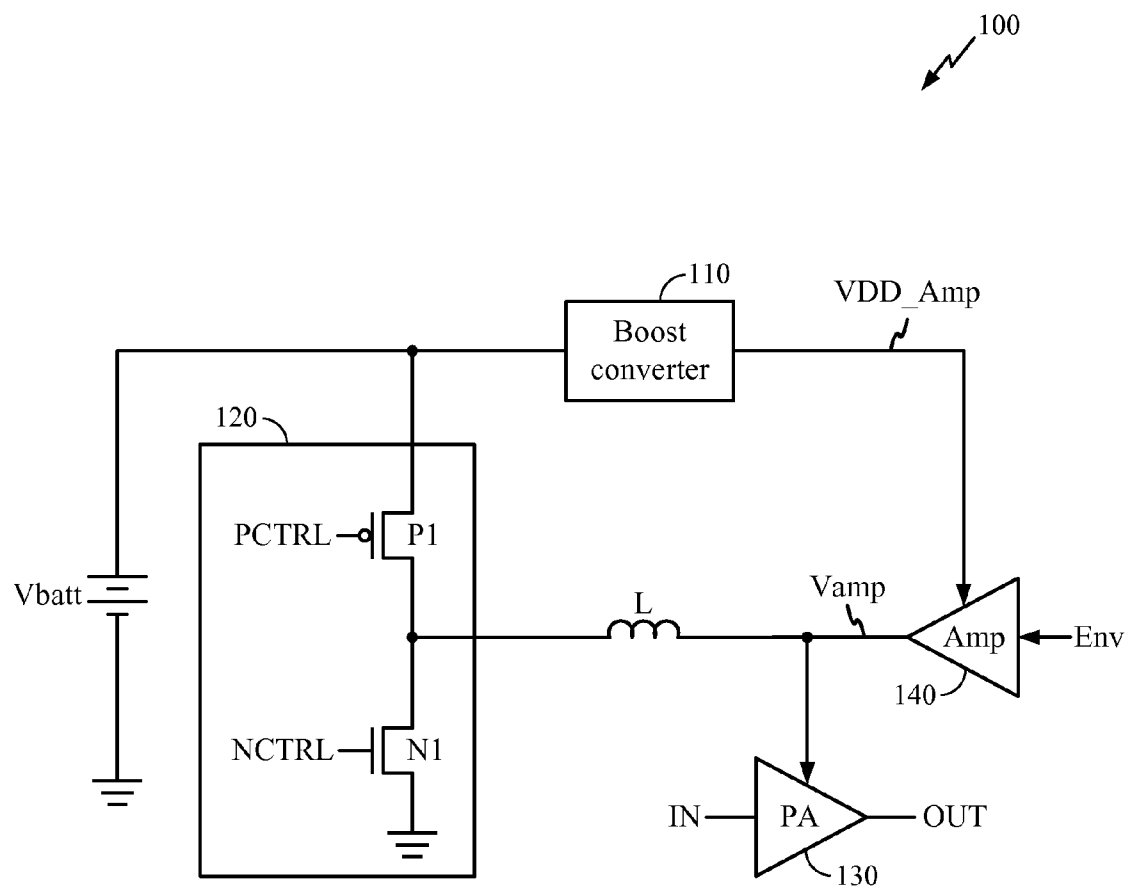 100
110
VDD_Amp
Boost
converter
120
PCTRL
P1
Vbatt
L
Vamp
Amp
Env
140
NCTRL
N1
IN
PA
OUT
130